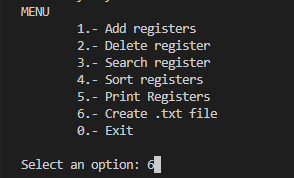 MENU
1.- Add registers
2.- Delete register
3.- Search register
4.- Sort registers
5.- Print Registers
6.- Create .txt file
0.- Exit
Select an option: 6